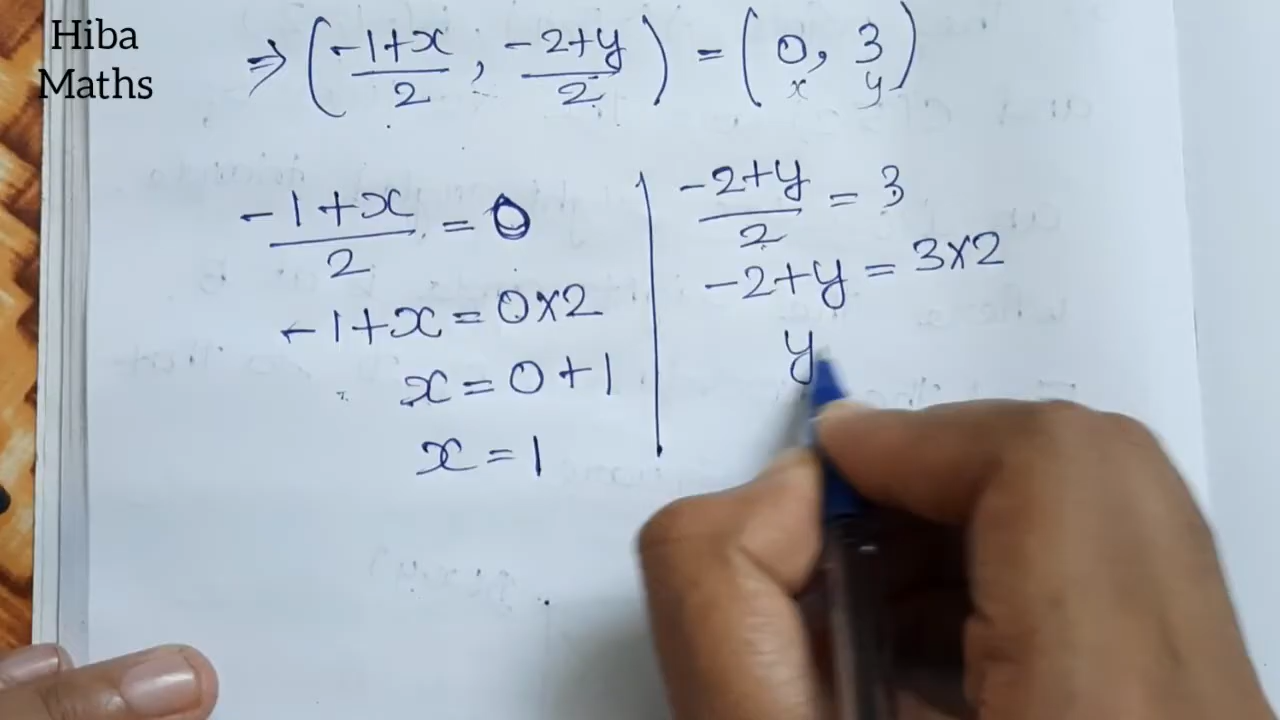 Hiba
Maths
⇒ (-1+x/2, -2+y/2) = (0, 3)
x y
-1+x/2 = 0
-1+x = 0×2
x = 0+1
x = 1
-2+y/2 = 3
-2+y = 3×2
y